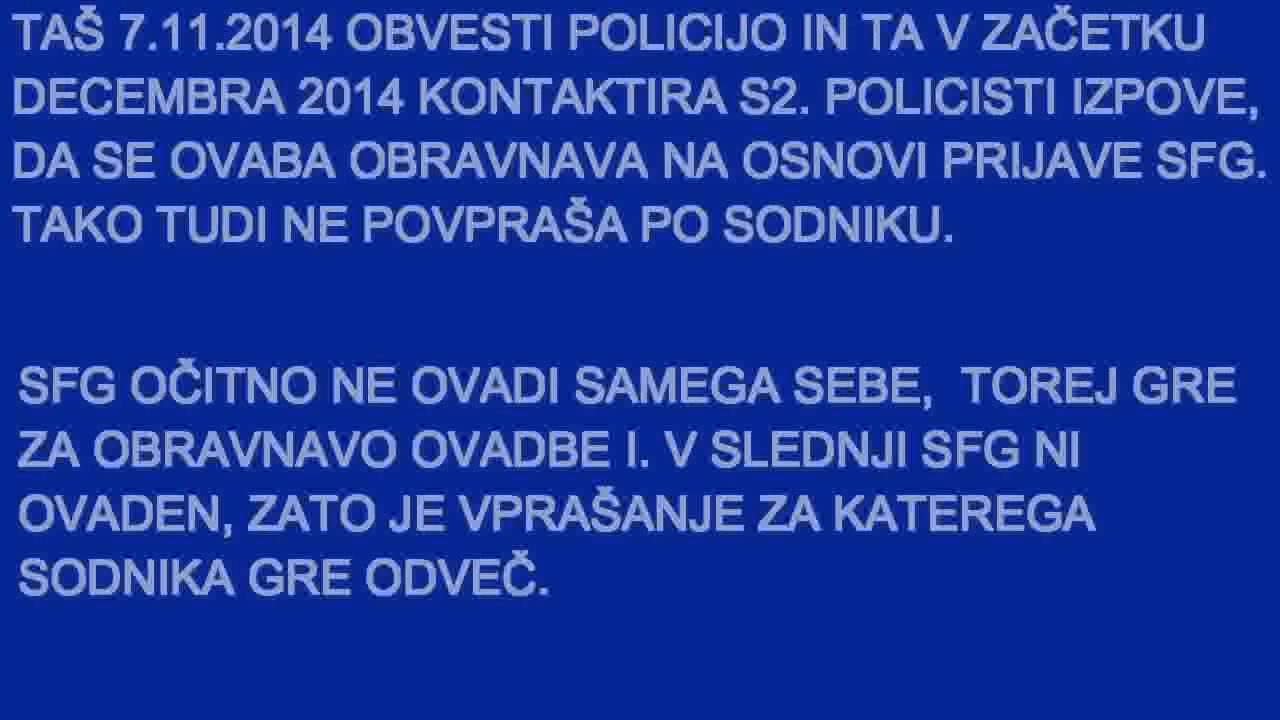 TAŠ 7.11.2014 OBVESTI POLICIJO IN TA V ZAČETKU
DECEMBRA 2014 KONTAKTIRA S2. POLICISTI IZPOVE,
DA SE OVABA OBRAVNAVA NA OSNOVI PRIJAVE SFG.
TAKO TUDI NE POVPRAŠA PO SODNIKU.
SFG OČITNO NE OVADI SAMEGA SEBE, TOREJ GRE
ZA OBRAVNAVO OVADBE I. V SLEDNJI SFG NI
OVADEN, ZATO JE VPRAŠANJE ZA KATEREGA
SODNIKA GRE ODVEČ.